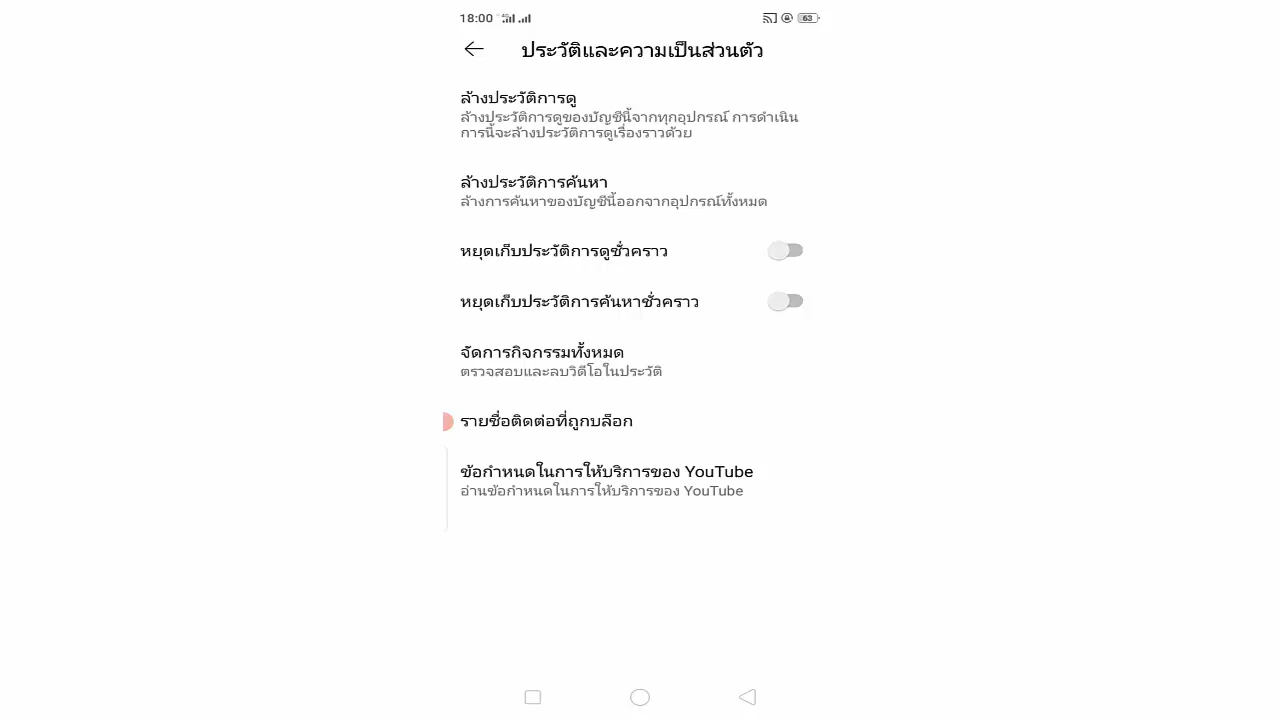 18:00
63
ประวัติและความเป็นส่วนตัว
ล้างประวัติการดู
ล้างประวัติการดูของบัญชีนี้จากทุกอุปกรณ์ การดำเนิน
การนี้จะล้างประวัติการดูเรื่องราวด้วย
ล้างประวัติการค้นหา
ล้างการค้นหาของบัญชีนี้ออกจากอุปกรณ์ทั้งหมด
หยุดเก็บประวัติการดูชั่วคราว
หยุดเก็บประวัติการค้นหาชั่วคราว
จัดการกิจกรรมทั้งหมด
ตรวจสอบและลบวิดีโอในประวัติ
รายชื่อติดต่อที่ถูกบล็อก
ข้อกำหนดในการให้บริการของ YouTube
อ่านข้อกำหนดในการให้บริการของ YouTube